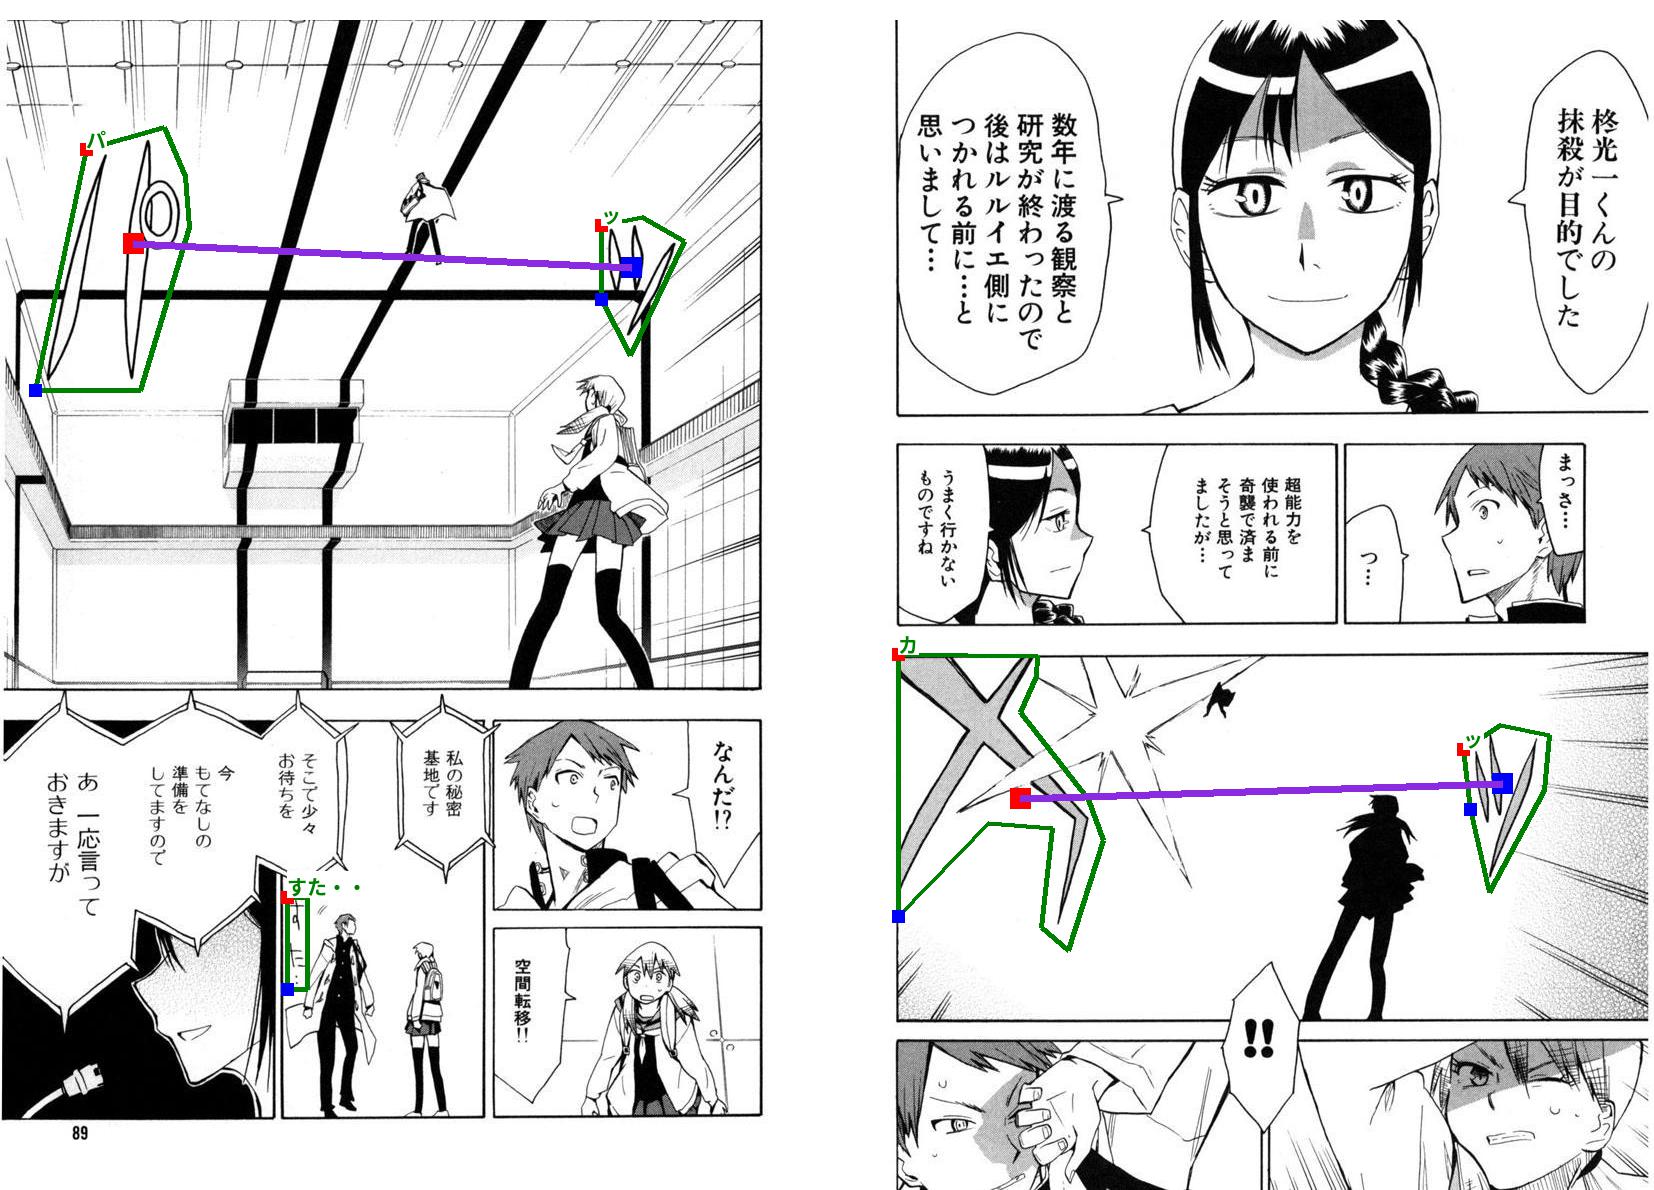 柊光一くんの
抹殺が目的でした
数年に渡る観察と
研究が終わったので
後はルルイエ側に
つかれる前に…と
思いまして…
まっさ…
つ…
超能力を
使われる前に
奇襲で済ま
そうと思って
ましたが…
うまく行かない
ものですね
カ
ッ
!!
パ
ッ
なんだ!?
空間転移!!
私の秘密
基地です
そこで少々
お待ちを
すた・・
すた…
今
もてなしの
準備を
してますので
あ 一応言って
おきますが
89